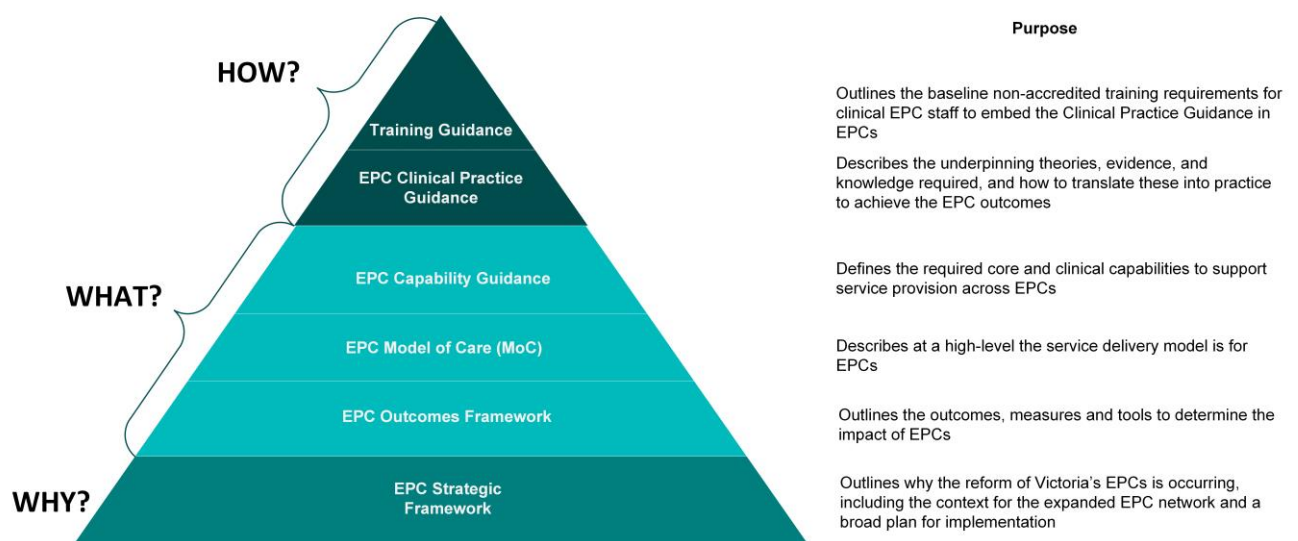 Purpose
HOW?
Training Guidance
Outlines the baseline non-accredited training requirements for
clinical EPC staff to embed the Clinical Practice Guidance in
EPCs
EPC Clinical Practice
Guidance
Describes the underpinning theories, evidence, and
knowledge required, and how to translate these into practice
to achieve the EPC outcomes
WHAT?
EPC Capability Guidance
Defines the required core and clinical capabilities to support
service provision across EPCs
EPC Model of Care (MoC)
Describes at a high-level the service delivery model is for
EPCs
EPC Outcomes Framework
Outlines the outcomes, measures and tools to determine the
impact of EPCs
WHY?
EPC Strategic
Framework
Outlines why the reform of Victoria's EPCs is occurring,
including the context for the expanded EPC network and a
broad plan for implementation